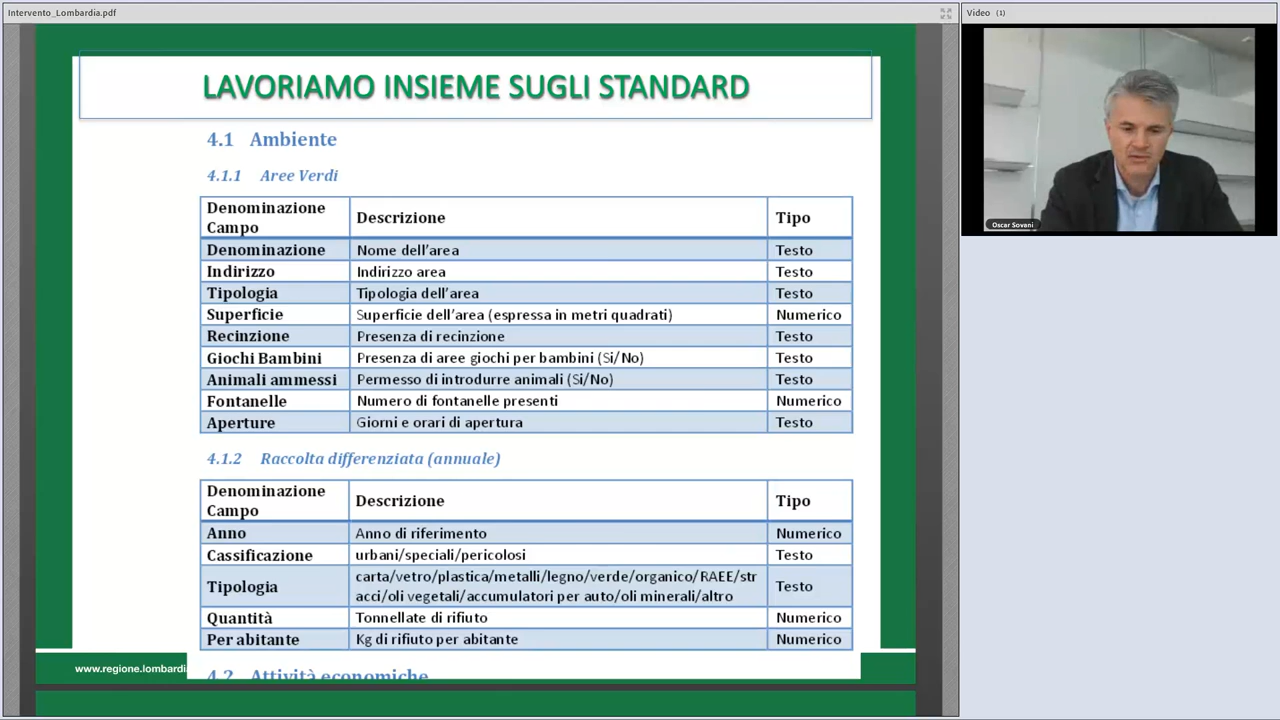 Intervento_Lombardia.pdf
Video (1)
LAVORIAMO INSIEME SUGLI STANDARD
4.1 Ambiente
4.1.1 Aree Verdi
Denominazione Campo Descrizione Tipo
Denominazione Nome dell'area Testo
Indirizzo Indirizzo area Testo
Tipologia Tipologia dell'area Testo
Superficie Superficie dell'area (espressa in metri quadrati) Numerico
Recinzione Presenza di recinzione Testo
Giochi Bambini Presenza di aree giochi per bambini (Si/No) Testo
Animali ammessi Permesso di introdurre animali (Si/No) Testo
Fontanelle Numero di fontanelle presenti Numerico
Aperture Giorni e orari di apertura Testo
4.1.2 Raccolta differenziata (annuale)
Denominazione Campo Descrizione Tipo
Anno Anno di riferimento Numerico
Cassificazione urbani/speciali/pericolosi Testo
Tipologia carta/vetro/plastica/metalli/legno/verde/organico/RAEE/str
acci/oli vegetali/accumulatori per auto/oli minerali/altro Testo
Quantità Tonnellate di rifiuto Numerico
Per abitante Kg di rifiuto per abitante Numerico
4.2 Attività economiche
www.regione.lombardi
Oscar Sovani